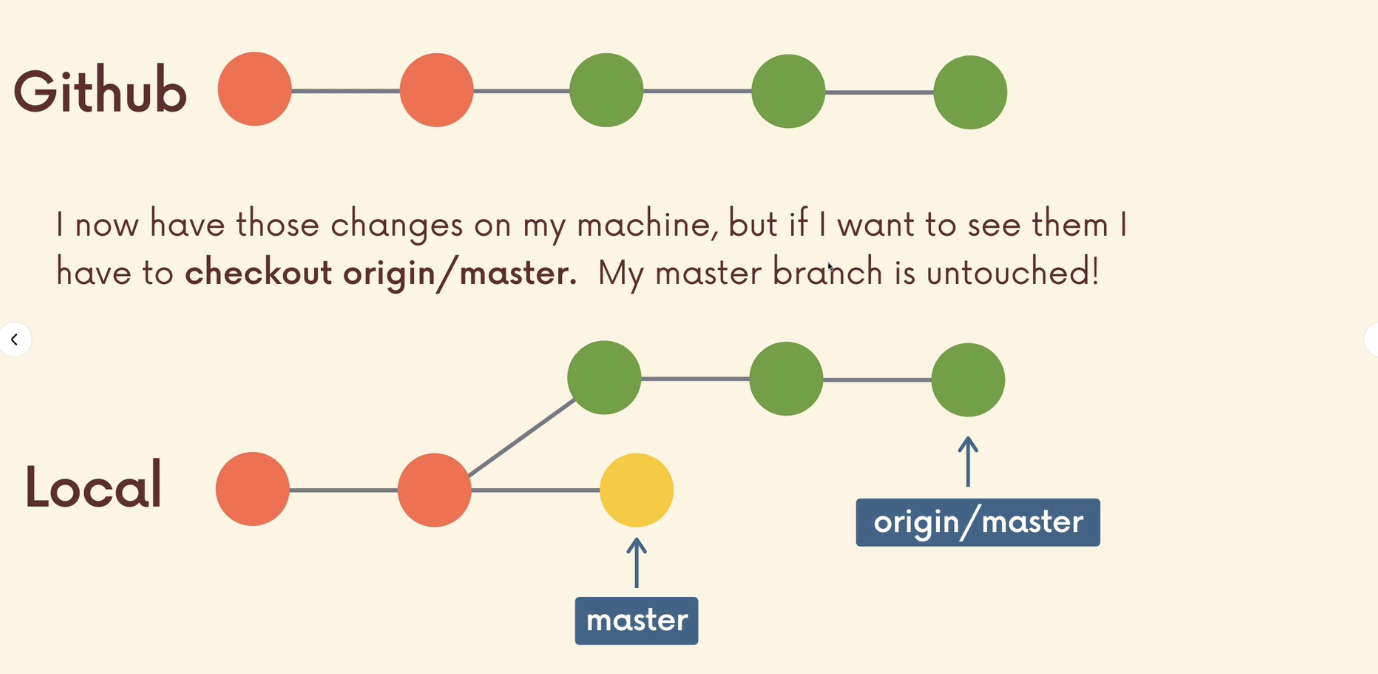 Github
I now have those changes on my machine, but if I want to see them I
have to checkout origin/master. My master branch is untouched!
Local
origin/master
master